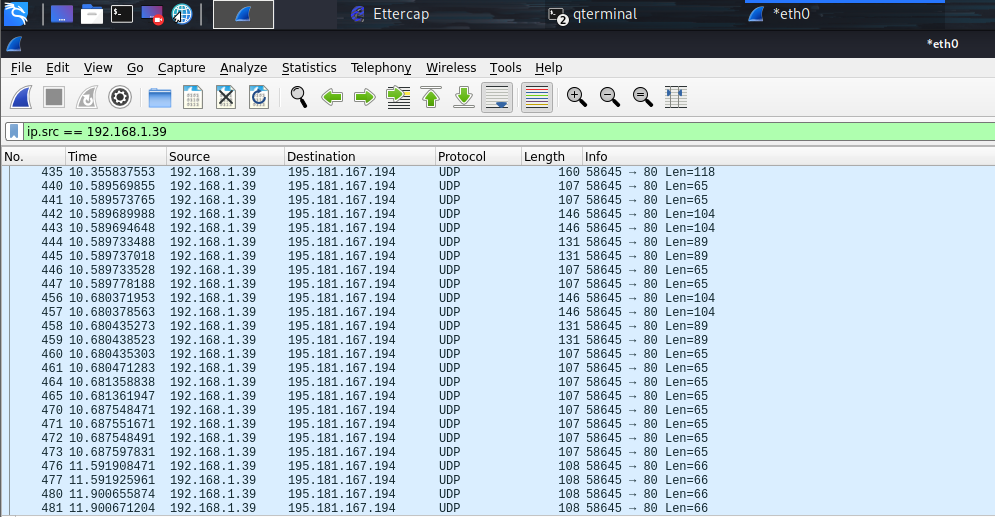 Ettercap 2 qterminal *eth0
*eth0
File Edit View Go Capture Analyze Statistics Telephony Wireless Tools Help
ip.src == 192.168.1.39
No. Time Source Destination Protocol Length Info
435 10.355837553 192.168.1.39 195.181.167.194 UDP 160 58645 → 80 Len=118
440 10.589569855 192.168.1.39 195.181.167.194 UDP 107 58645 → 80 Len=65
441 10.589573765 192.168.1.39 195.181.167.194 UDP 107 58645 → 80 Len=65
442 10.589689988 192.168.1.39 195.181.167.194 UDP 146 58645 → 80 Len=104
443 10.589694648 192.168.1.39 195.181.167.194 UDP 146 58645 → 80 Len=104
444 10.589733488 192.168.1.39 195.181.167.194 UDP 131 58645 → 80 Len=89
445 10.589737018 192.168.1.39 195.181.167.194 UDP 131 58645 → 80 Len=89
446 10.589733528 192.168.1.39 195.181.167.194 UDP 107 58645 → 80 Len=65
447 10.589778188 192.168.1.39 195.181.167.194 UDP 107 58645 → 80 Len=65
456 10.680371953 192.168.1.39 195.181.167.194 UDP 146 58645 → 80 Len=104
457 10.680378563 192.168.1.39 195.181.167.194 UDP 146 58645 → 80 Len=104
458 10.680435273 192.168.1.39 195.181.167.194 UDP 131 58645 → 80 Len=89
459 10.680438523 192.168.1.39 195.181.167.194 UDP 131 58645 → 80 Len=89
460 10.680435303 192.168.1.39 195.181.167.194 UDP 107 58645 → 80 Len=65
461 10.680471283 192.168.1.39 195.181.167.194 UDP 107 58645 → 80 Len=65
464 10.681358838 192.168.1.39 195.181.167.194 UDP 107 58645 → 80 Len=65
465 10.681361947 192.168.1.39 195.181.167.194 UDP 107 58645 → 80 Len=65
470 10.687548471 192.168.1.39 195.181.167.194 UDP 107 58645 → 80 Len=65
471 10.687551671 192.168.1.39 195.181.167.194 UDP 107 58645 → 80 Len=65
472 10.687548491 192.168.1.39 195.181.167.194 UDP 107 58645 → 80 Len=65
473 10.687597831 192.168.1.39 195.181.167.194 UDP 107 58645 → 80 Len=65
476 11.591908471 192.168.1.39 195.181.167.194 UDP 108 58645 → 80 Len=66
477 11.591925961 192.168.1.39 195.181.167.194 UDP 108 58645 → 80 Len=66
480 11.900655874 192.168.1.39 195.181.167.194 UDP 108 58645 → 80 Len=66
481 11.900671204 192.168.1.39 195.181.167.194 UDP 108 58645 → 80 Len=66